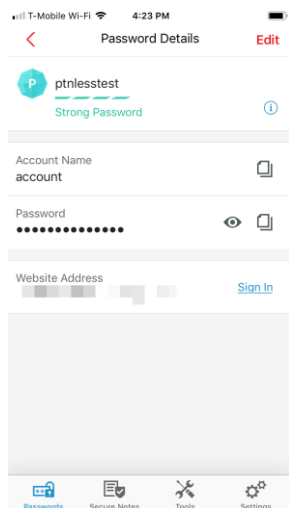 T-Mobile Wi-Fi 4:23 PM
Password Details Edit
P ptnlesstest
Strong Password
Account Name
account
Password
••••••••••••••
Website Address
Sign In
Passwords Secure Notes Tools Settings